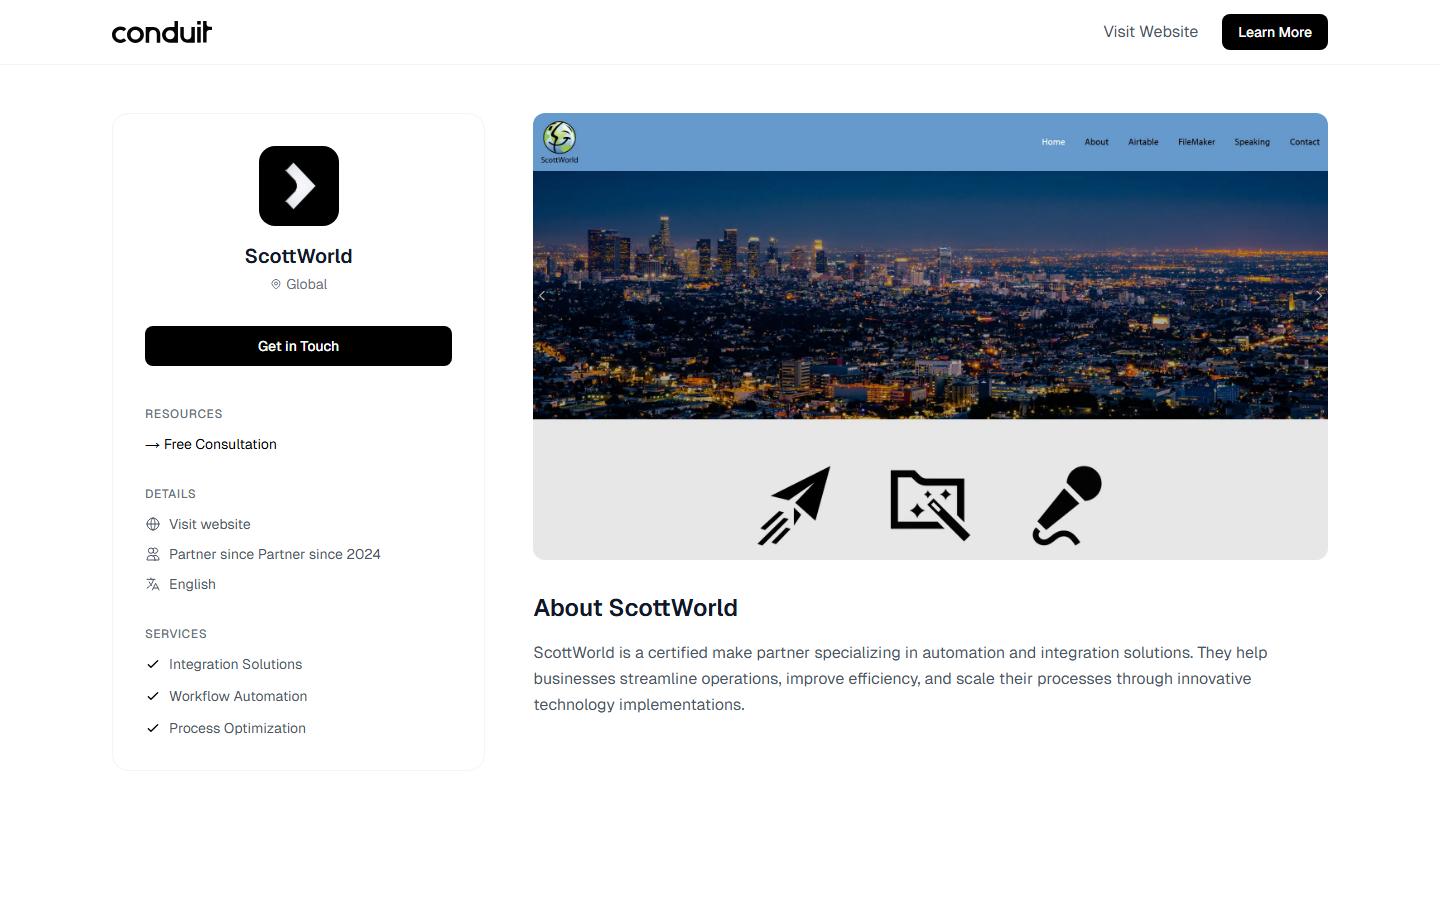 conduit
Visit Website
Learn More
ScottWorld
Global
Get in Touch
RESOURCES
→ Free Consultation
DETAILS
Visit website
Partner since Partner since 2024
English
SERVICES
Integration Solutions
Workflow Automation
Process Optimization
ScottWorld
Home About Airtable FileMaker Speaking Contact
About ScottWorld
ScottWorld is a certified make partner specializing in automation and integration solutions. They help
businesses streamline operations, improve efficiency, and scale their processes through innovative
technology implementations.